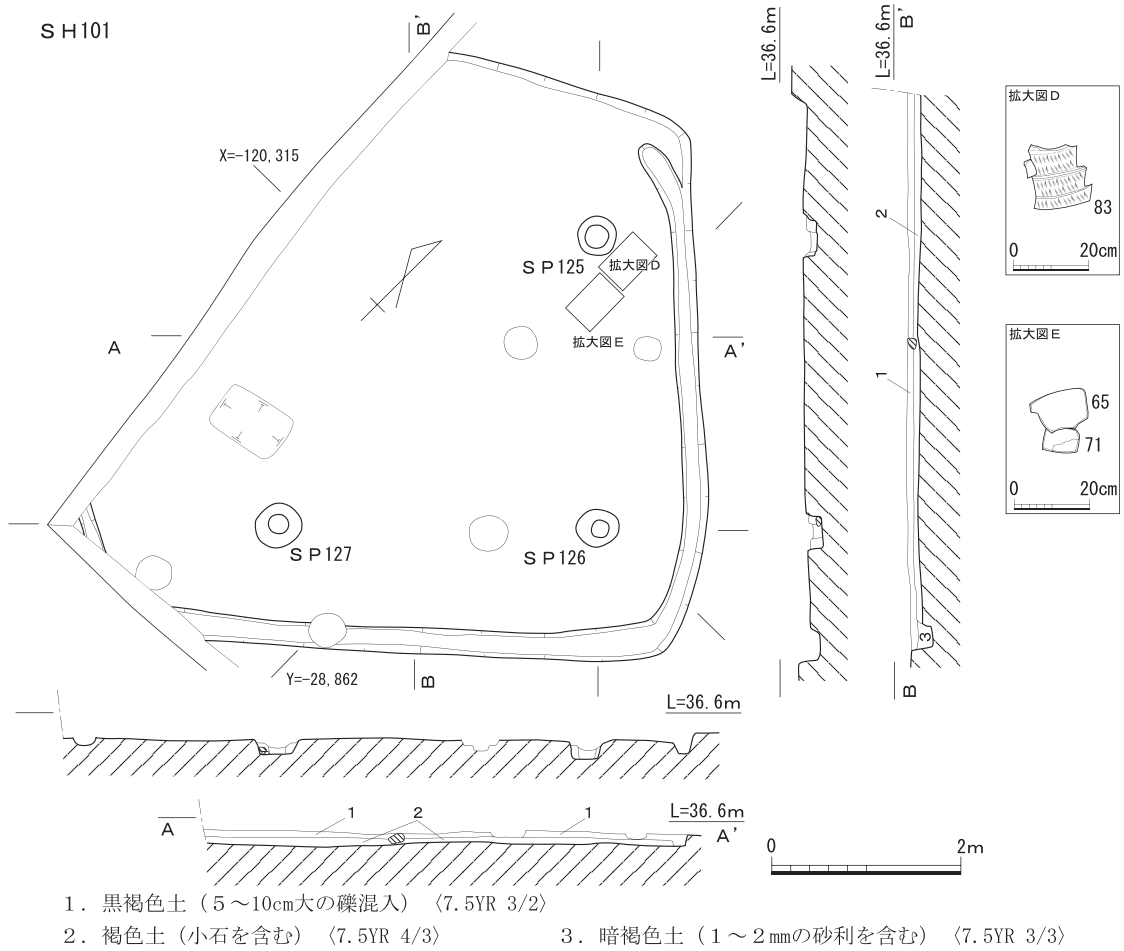 ＳＨ101
B'
L=36.6m
L=36.6m
B'
拡大図Ｄ
83
0 20cm
X=-120,315
2
ＳＰ125
拡大図Ｄ
拡大図Ｅ
A
A'
拡大図Ｅ
65
71
0 20cm
1
ＳＰ127
ＳＰ126
3
Y=-28,862
B
B
L=36.6m
A
1
2
1
L=36.6m
A'
0 2m
1．黒褐色土（５～10cm大の礫混入）〈7.5YR 3/2〉
2．褐色土（小石を含む）〈7.5YR 4/3〉
3．暗褐色土（１～２㎜の砂利を含む）〈7.5YR 3/3〉